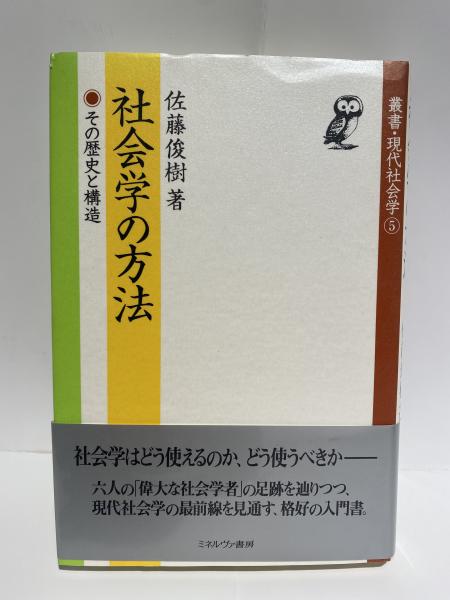 叢書・現代社会学⑤
佐藤俊樹 著
社会学の方法
●その歴史と構造
社会学はどう使えるのか、どう使うべきか――
六人の「偉大な社会学者」の足跡を辿りつつ、
現代社会学の最前線を見通す、格好の入門書。
ミネルヴァ書房